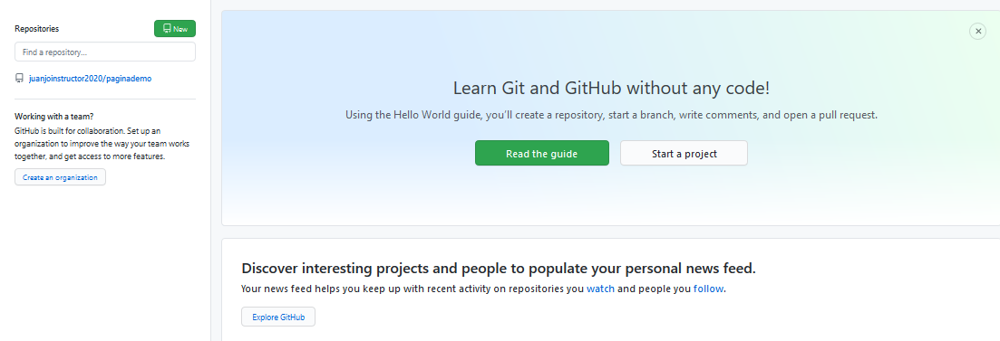 Repositories
New
Find a repository...
juanjoinstructor2020/paginademo
Working with a team?
GitHub is built for collaboration. Set up an
organization to improve the way your team works
together, and get access to more features.
Create an organization
Learn Git and GitHub without any code!
Using the Hello World guide, you'll create a repository, start a branch, write comments, and open a pull request.
Read the guide
Start a project
Discover interesting projects and people to populate your personal news feed.
Your news feed helps you keep up with recent activity on repositories you watch and people you follow.
Explore GitHub